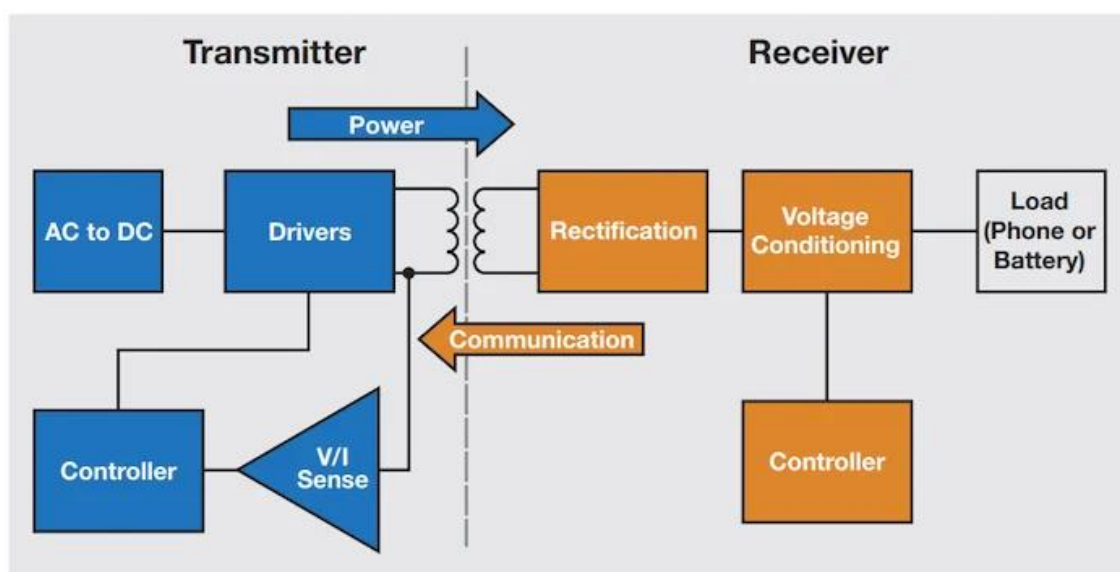 Transmitter
Receiver
Power
AC to DC
Drivers
Rectification
Voltage
Conditioning
Load
(Phone or
Battery)
Communication
Controller
V/I
Sense
Controller